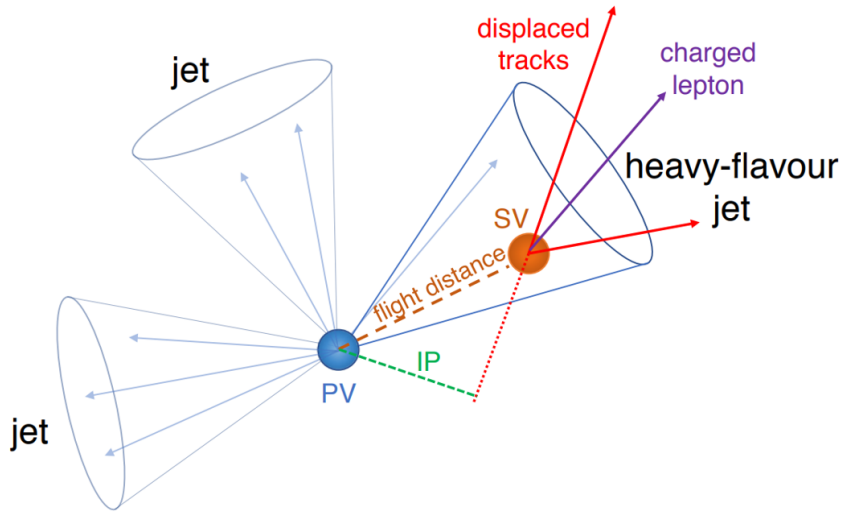 displaced
tracks
jet
charged
lepton
heavy-flavour
jet
SV
flight distance
IP
PV
jet